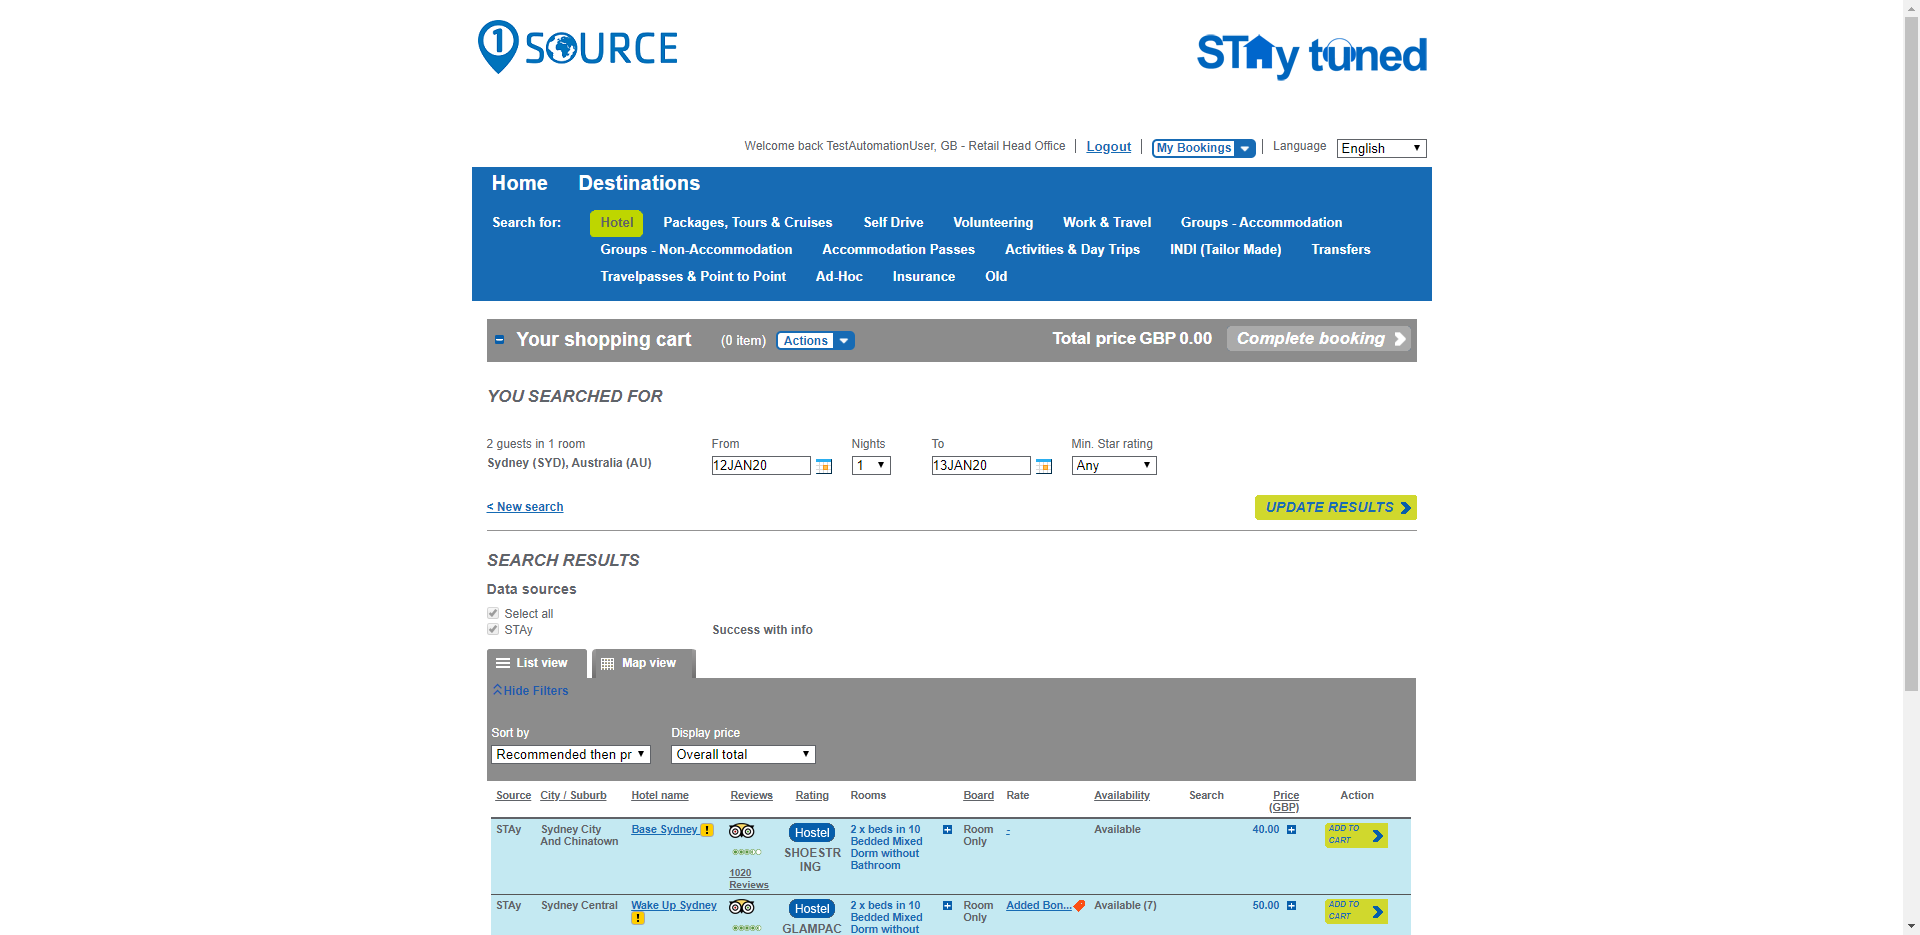 1 SOURCE
STAy tuned
Welcome back TestAutomationUser, GB - Retail Head Office Logout My Bookings Language English
Home Destinations
Search for: Hotel Packages, Tours & Cruises Self Drive Volunteering Work & Travel Groups - Accommodation
Groups - Non-Accommodation Accommodation Passes Activities & Day Trips INDI (Tailor Made) Transfers
Travelpasses & Point to Point Ad-Hoc Insurance Old
Your shopping cart (0 item) Actions Total price GBP 0.00 Complete booking
YOU SEARCHED FOR
2 guests in 1 room From Nights To Min. Star rating
Sydney (SYD), Australia (AU) 12JAN20 1 13JAN20 Any
< New search UPDATE RESULTS
SEARCH RESULTS
Data sources
Select all
STAy Success with info
List view Map view
Hide Filters
Sort by Display price
Recommended then pr Overall total
Source City / Suburb Hotel name Reviews Rating Rooms Board Rate Availability Search Price Action
(GBP)
STAy Sydney City Base Sydney ! Hostel 2 x beds in 10 Room - Available 40.00 ADD TO
And Chinatown Bedded Mixed Only CART
SHOESTR Dorm without
ING Bathroom
1020
Reviews
STAy Sydney Central Wake Up Sydney Hostel 2 x beds in 10 Room Added Bon... Available (7) 50.00 ADD TO
! Bedded Mixed Only CART
GLAMPAC Dorm without